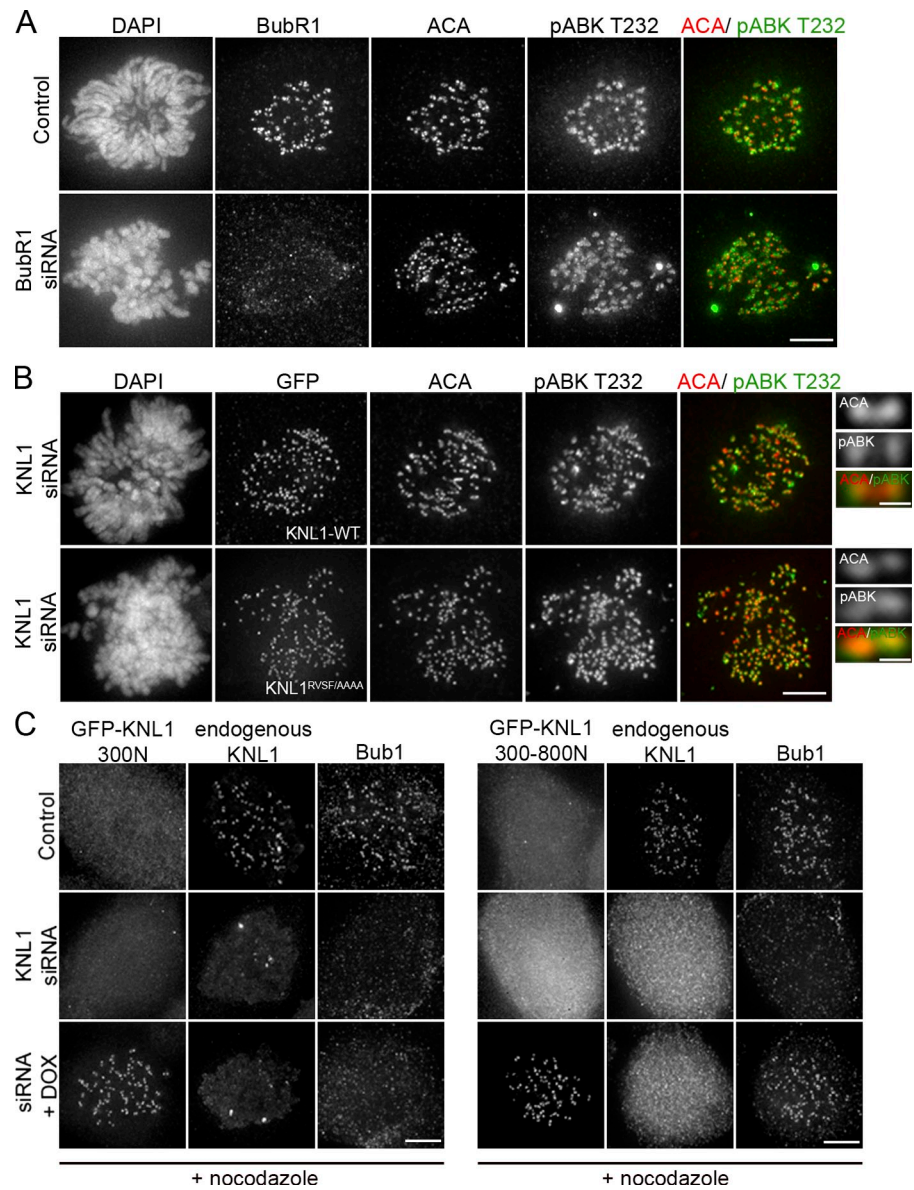 A
DAPI BubR1 ACA pABK T232 ACA/ pABK T232
Control
BubR1
siRNA
B
DAPI GFP ACA pABK T232 ACA/ pABK T232
KNL1
siRNA
KNL1-WT
ACA
pABK
ACA/pABK
KNL1
siRNA
KNL1RVSF/AAAA
ACA
pABK
ACA/pABK
C
GFP-KNL1 endogenous
300N KNL1 Bub1
GFP-KNL1 endogenous
300-800N KNL1 Bub1
Control
KNL1
siRNA
siRNA
+ DOX
+ nocodazole
+ nocodazole